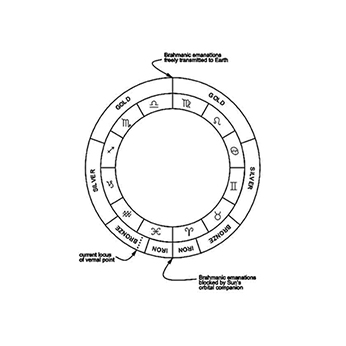 Brahmanic emanations
freely transmitted to Earth
GOLD
GOLD
SILVER
SILVER
BRONZE
IRON
IRON
BRONZE
current locus
of vernal point
Brahmanic emanations
blocked by Sun's
orbital companion